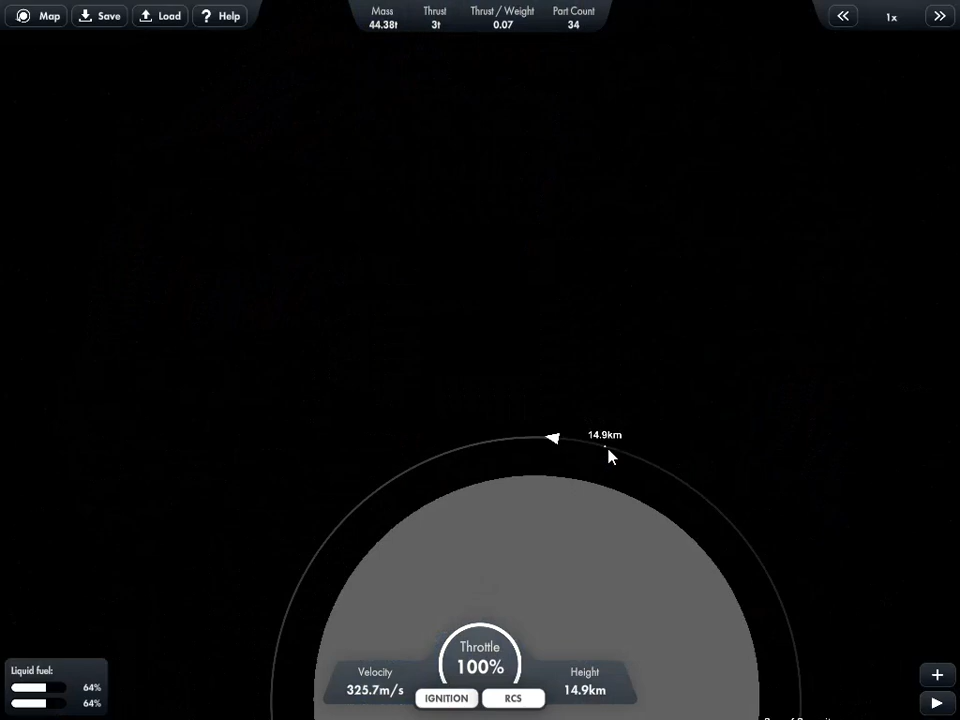 Map
Save
Load
Help
Mass
44.38t
Thrust
3t
Thrust / Weight
0.07
Part Count
34
1x
14.9km
Liquid fuel:
64%
64%
Throttle
100%
Velocity
325.7m/s
Height
14.9km
IGNITION
RCS